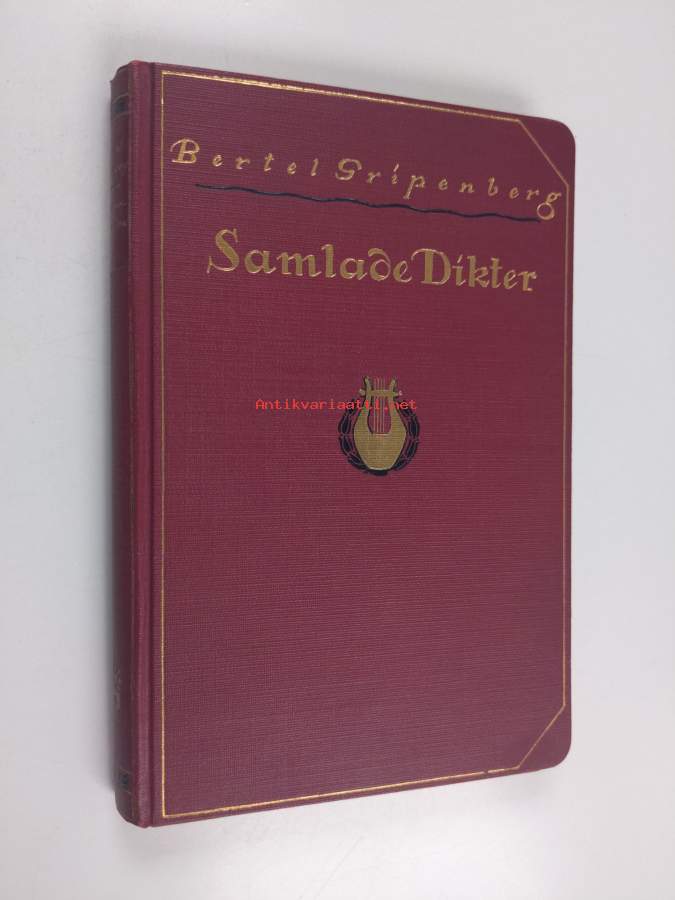 Bertel Gripenberg
Samlade Dikter
Antikvariaatti.net